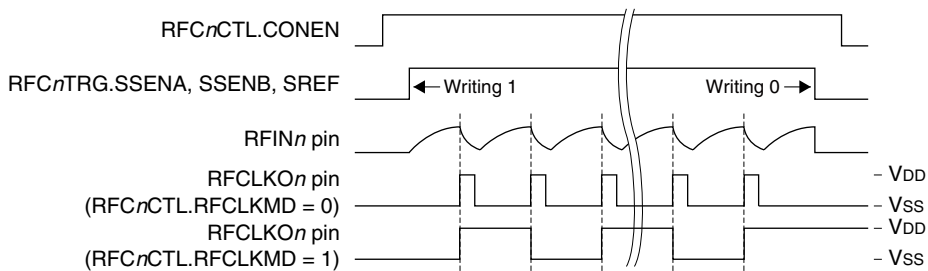 RFCnCTL.CONEN
RFCnTRG.SSENA, SSENB, SREF
Writing 1
Writing 0
RFINn pin
RFCLKOn pin
(RFCnCTL.RFCLKMD = 0)
VDD
VSS
RFCLKOn pin
(RFCnCTL.RFCLKMD = 1)
VDD
VSS